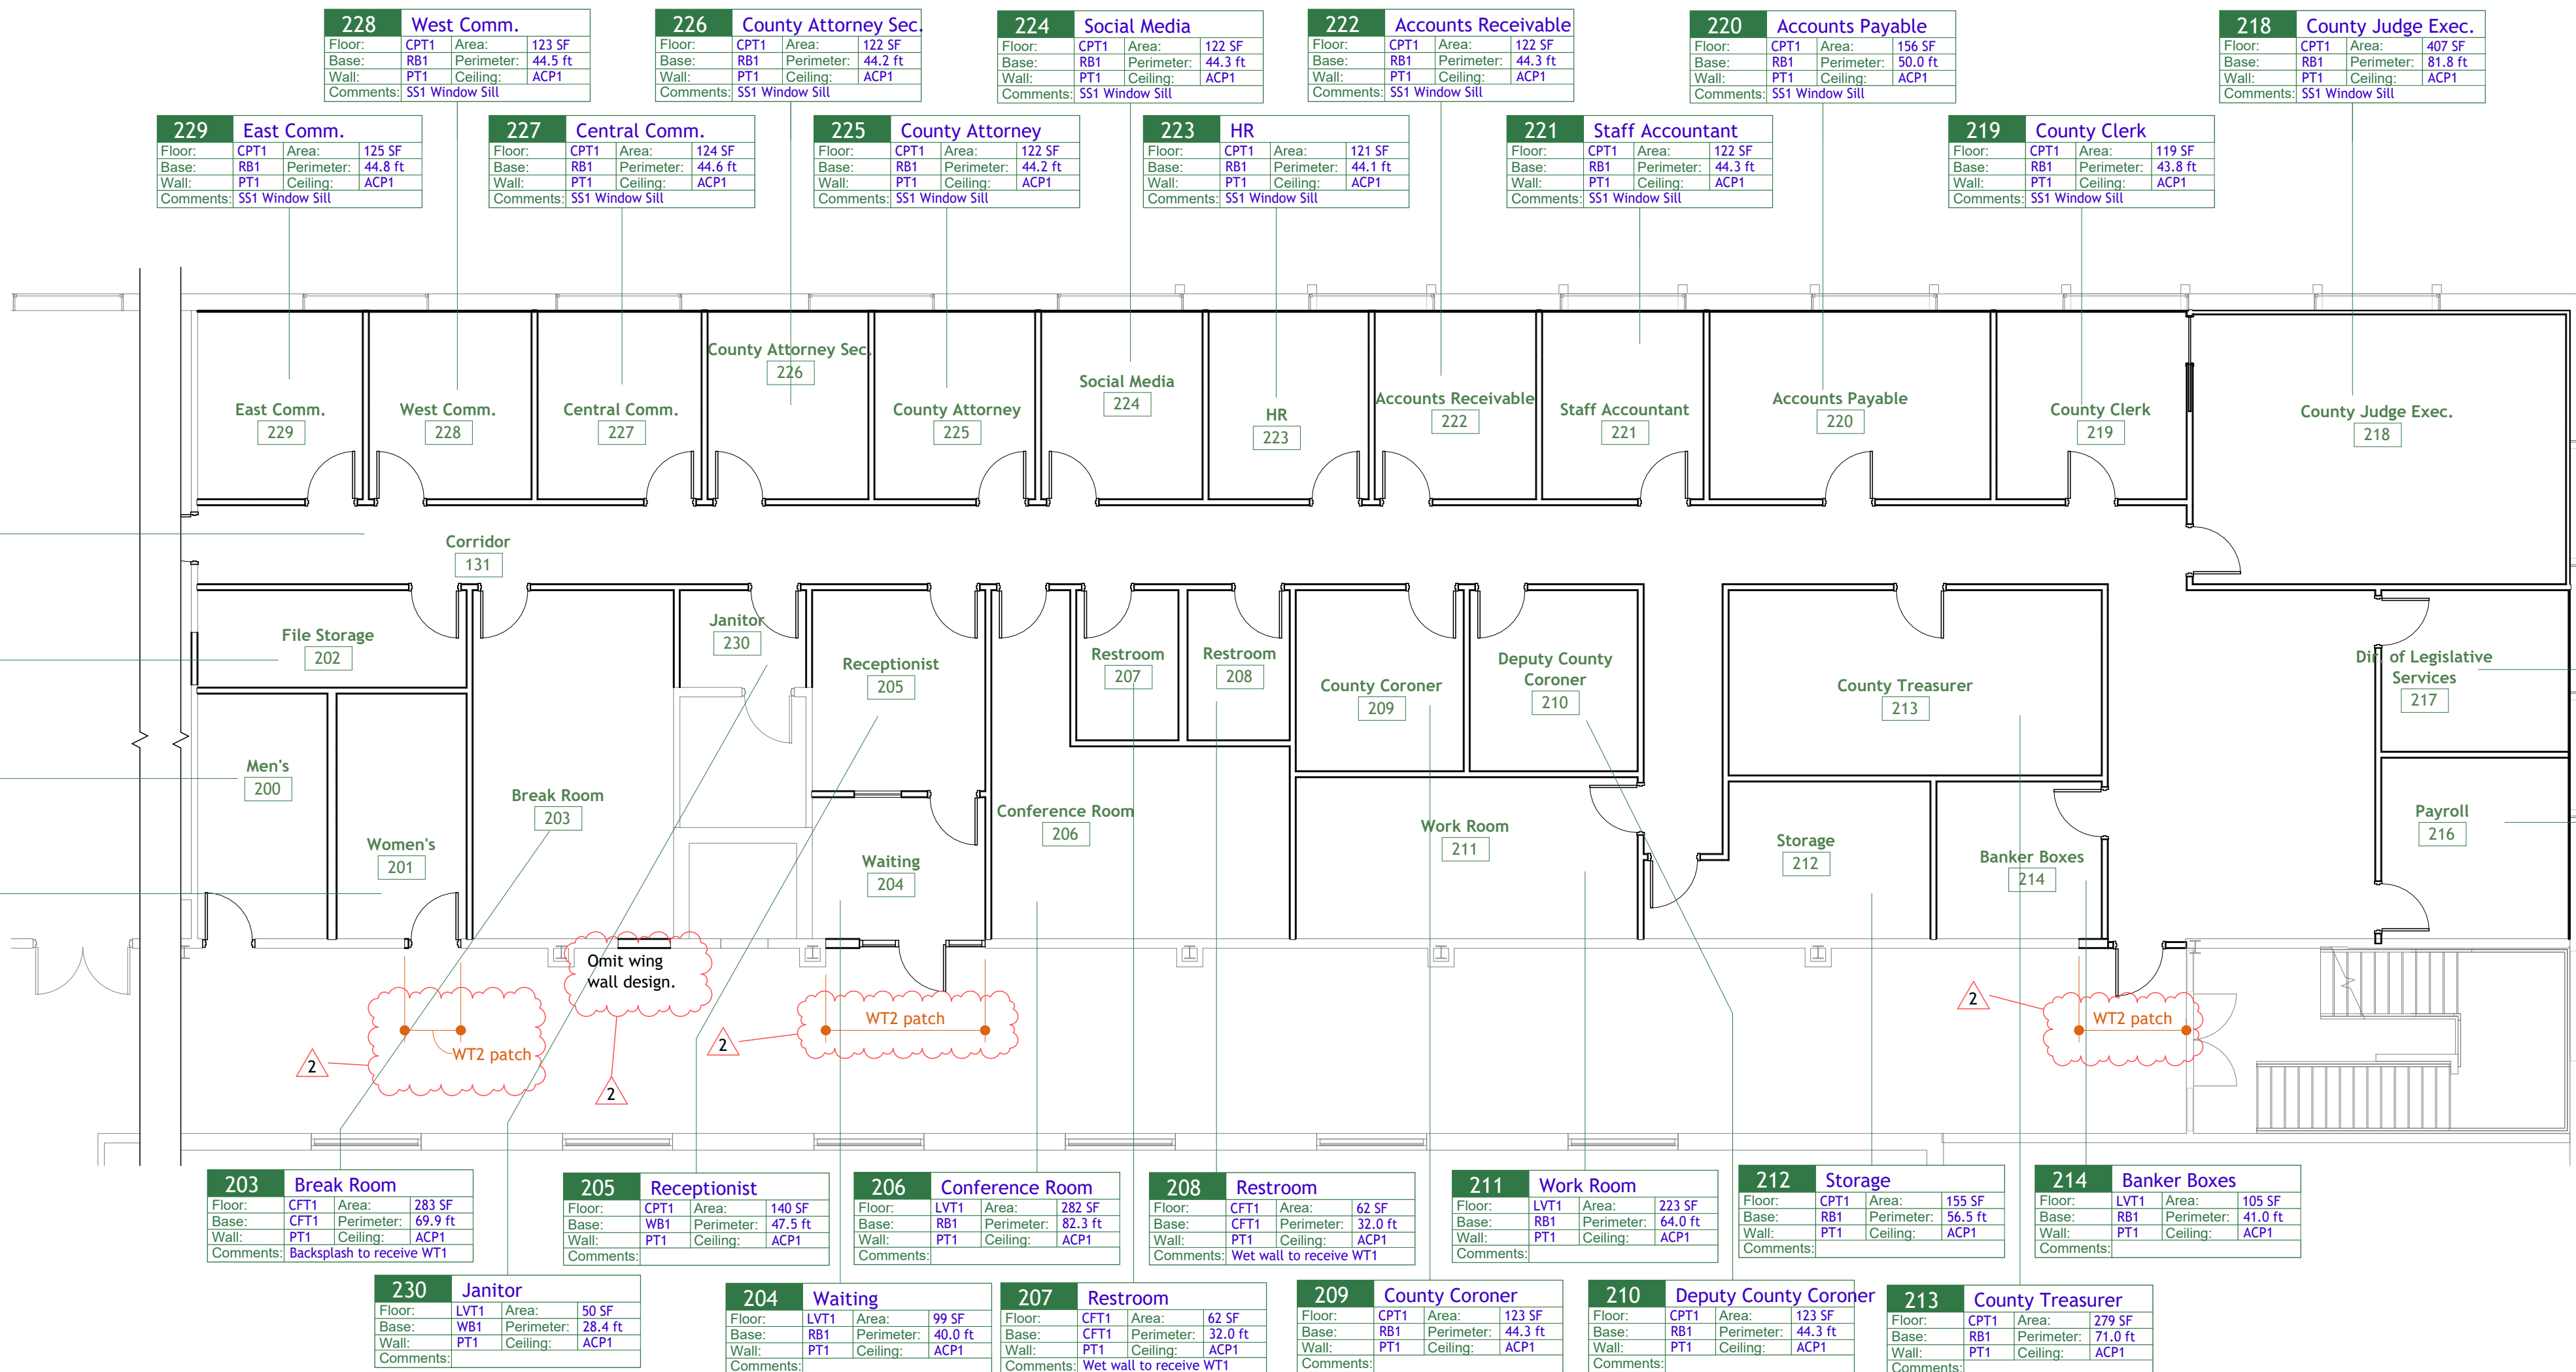 228 West Comm.
Floor: CPT1 Area: 123 SF
Base: RB1 Perimeter: 44.5 ft
Wall: PT1 Ceiling: ACP1
Comments: SS1 Window Sill
226 County Attorney Sec.
Floor: CPT1 Area: 122 SF
Base: RB1 Perimeter: 44.2 ft
Wall: PT1 Ceiling: ACP1
Comments: SS1 Window Sill
224 Social Media
Floor: CPT1 Area: 122 SF
Base: RB1 Perimeter: 44.3 ft
Wall: PT1 Ceiling: ACP1
Comments: SS1 Window Sill
222 Accounts Receivable
Floor: CPT1 Area: 122 SF
Base: RB1 Perimeter: 44.3 ft
Wall: PT1 Ceiling: ACP1
Comments: SS1 Window Sill
220 Accounts Payable
Floor: CPT1 Area: 156 SF
Base: RB1 Perimeter: 50.0 ft
Wall: PT1 Ceiling: ACP1
Comments: SS1 Window Sill
218 County Judge Exec.
Floor: CPT1 Area: 407 SF
Base: RB1 Perimeter: 81.8 ft
Wall: PT1 Ceiling: ACP1
Comments: SS1 Window Sill
229 East Comm.
Floor: CPT1 Area: 125 SF
Base: RB1 Perimeter: 44.8 ft
Wall: PT1 Ceiling: ACP1
Comments: SS1 Window Sill
227 Central Comm.
Floor: CPT1 Area: 124 SF
Base: RB1 Perimeter: 44.6 ft
Wall: PT1 Ceiling: ACP1
Comments: SS1 Window Sill
225 County Attorney
Floor: CPT1 Area: 122 SF
Base: RB1 Perimeter: 44.2 ft
Wall: PT1 Ceiling: ACP1
Comments: SS1 Window Sill
223 HR
Floor: CPT1 Area: 121 SF
Base: RB1 Perimeter: 44.1 ft
Wall: PT1 Ceiling: ACP1
Comments: SS1 Window Sill
221 Staff Accountant
Floor: CPT1 Area: 122 SF
Base: RB1 Perimeter: 44.3 ft
Wall: PT1 Ceiling: ACP1
Comments: SS1 Window Sill
219 County Clerk
Floor: CPT1 Area: 119 SF
Base: RB1 Perimeter: 43.8 ft
Wall: PT1 Ceiling: ACP1
Comments: SS1 Window Sill
East Comm.
229
West Comm.
228
Central Comm.
227
County Attorney Sec.
226
County Attorney
225
Social Media
224
HR
223
Accounts Receivable
222
Staff Accountant
221
Accounts Payable
220
County Clerk
219
County Judge Exec.
218
Corridor
131
File Storage
202
Janitor
230
Receptionist
205
Restroom
207
Restroom
208
County Coroner
209
Deputy County
Coroner
210
County Treasurer
213
Dir. of Legislative
Services
217
Men's
200
Women's
201
Break Room
203
Waiting
204
Conference Room
206
Work Room
211
Storage
212
Banker Boxes
214
Payroll
216
Omit wing
wall design.
WT2 patch
2
2
WT2 patch
2
WT2 patch
2
203 Break Room
Floor: CFT1 Area: 283 SF
Base: CFT1 Perimeter: 69.9 ft
Wall: PT1 Ceiling: ACP1
Comments: Backsplash to receive WT1
205 Receptionist
Floor: CPT1 Area: 140 SF
Base: WB1 Perimeter: 47.5 ft
Wall: PT1 Ceiling: ACP1
Comments:
206 Conference Room
Floor: LVT1 Area: 282 SF
Base: RB1 Perimeter: 82.3 ft
Wall: PT1 Ceiling: ACP1
Comments:
208 Restroom
Floor: CFT1 Area: 62 SF
Base: CFT1 Perimeter: 32.0 ft
Wall: PT1 Ceiling: ACP1
Comments: Wet wall to receive WT1
211 Work Room
Floor: LVT1 Area: 223 SF
Base: RB1 Perimeter: 64.0 ft
Wall: PT1 Ceiling: ACP1
Comments:
212 Storage
Floor: CPT1 Area: 155 SF
Base: RB1 Perimeter: 56.5 ft
Wall: PT1 Ceiling: ACP1
Comments:
214 Banker Boxes
Floor: LVT1 Area: 105 SF
Base: RB1 Perimeter: 41.0 ft
Wall: PT1 Ceiling: ACP1
Comments:
230 Janitor
Floor: LVT1 Area: 50 SF
Base: WB1 Perimeter: 28.4 ft
Wall: PT1 Ceiling: ACP1
Comments:
204 Waiting
Floor: LVT1 Area: 99 SF
Base: RB1 Perimeter: 40.0 ft
Wall: PT1 Ceiling: ACP1
Comments:
207 Restroom
Floor: CFT1 Area: 62 SF
Base: CFT1 Perimeter: 32.0 ft
Wall: PT1 Ceiling: ACP1
Comments: Wet wall to receive WT1
209 County Coroner
Floor: CPT1 Area: 123 SF
Base: RB1 Perimeter: 44.3 ft
Wall: PT1 Ceiling: ACP1
Comments:
210 Deputy County Coroner
Floor: CPT1 Area: 123 SF
Base: RB1 Perimeter: 44.3 ft
Wall: PT1 Ceiling: ACP1
Comments:
213 County Treasurer
Floor: CPT1 Area: 279 SF
Base: RB1 Perimeter: 71.0 ft
Wall: PT1 Ceiling: ACP1
Comments: